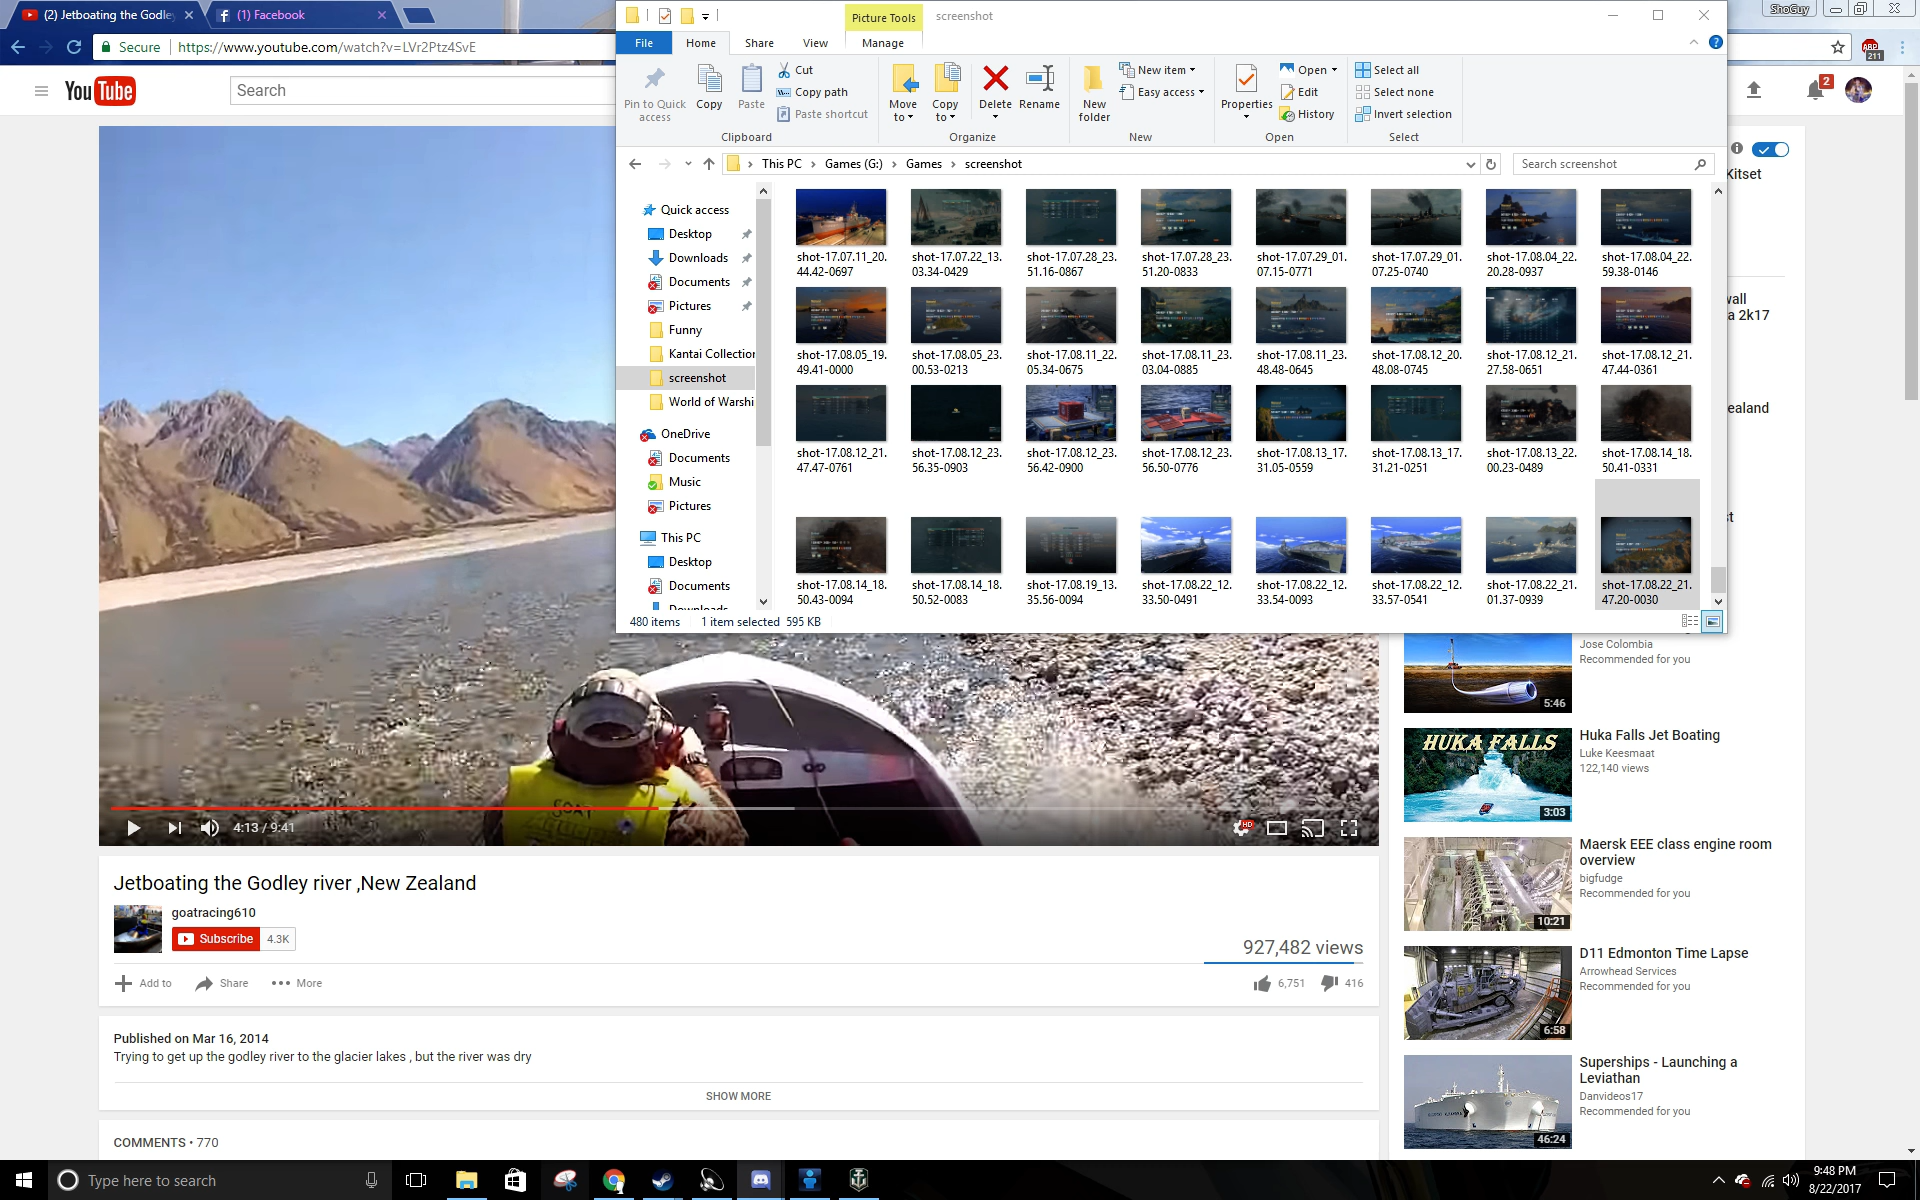 (2) Jetboating the Godley
(1) Facebook
ShoGuy
Secure
https://www.youtube.com/watch?v=LVr2Ptz4SvE
ABP
211
YouTube
Search
2
Picture Tools
screenshot
File
Home
Share
View
Manage
Pin to Quick access
Copy
Paste
Cut
Copy path
Paste shortcut
Clipboard
Move to
Copy to
Delete
Rename
Organize
New folder
New item
Easy access
New
Properties
Open
Edit
History
Open
Select all
Select none
Invert selection
Select
This PC
Games (G:)
Games
screenshot
Search screenshot
Quick access
Desktop
Downloads
Documents
Pictures
Funny
Kantai Collection
screenshot
World of Warshi
OneDrive
Documents
Music
Pictures
This PC
Desktop
Documents
Downloads
shot-17.07.11_20.44.42-0697
shot-17.07.22_13.03.34-0429
shot-17.07.28_23.51.16-0867
shot-17.07.28_23.51.20-0833
shot-17.07.29_01.07.15-0771
shot-17.07.29_01.07.25-0740
shot-17.08.04_22.20.28-0937
shot-17.08.04_22.59.38-0146
shot-17.08.05_19.49.41-0000
shot-17.08.05_23.00.53-0213
shot-17.08.11_22.05.34-0675
shot-17.08.11_23.03.04-0885
shot-17.08.11_23.48.48-0645
shot-17.08.12_20.48.08-0745
shot-17.08.12_21.27.58-0651
shot-17.08.12_21.47.44-0361
shot-17.08.12_21.47.47-0761
shot-17.08.12_23.56.35-0903
shot-17.08.12_23.56.42-0900
shot-17.08.12_23.56.50-0776
shot-17.08.13_17.31.05-0559
shot-17.08.13_17.31.21-0251
shot-17.08.13_22.00.23-0489
shot-17.08.14_18.50.41-0331
shot-17.08.14_18.50.43-0094
shot-17.08.14_18.50.52-0083
shot-17.08.19_13.35.56-0094
shot-17.08.22_12.33.50-0491
shot-17.08.22_12.33.54-0093
shot-17.08.22_12.33.57-0541
shot-17.08.22_21.01.37-0939
shot-17.08.22_21.47.20-0030
480 items
1 item selected 595 KB
Kitset
wall
a 2k17
ealand
st
Jose Colombia
Recommended for you
5:46
HUKA FALLS
3:03
Huka Falls Jet Boating
Luke Keesmaat
122,140 views
Maersk EEE class engine room overview
bigfudge
Recommended for you
10:21
D11 Edmonton Time Lapse
Arrowhead Services
Recommended for you
6:58
Superships - Launching a Leviathan
Danvideos17
Recommended for you
46:24
GOAT
4:13 / 9:41
HD
Jetboating the Godley river ,New Zealand
goatracing610
Subscribe
4.3K
927,482 views
Add to
Share
More
6,751
416
Published on Mar 16, 2014
Trying to get up the godley river to the glacier lakes , but the river was dry
SHOW MORE
COMMENTS • 770
Type here to search
9:48 PM
8/22/2017